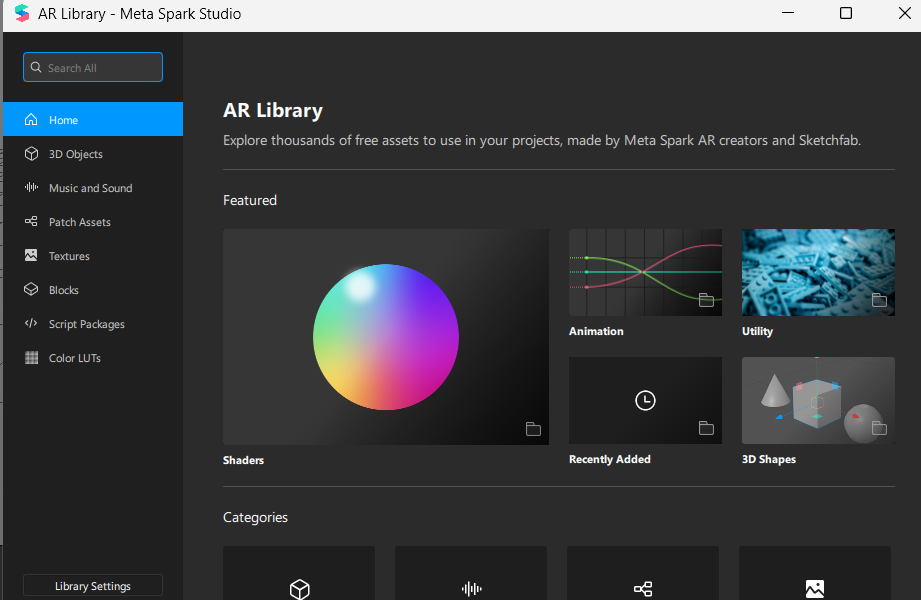 AR Library - Meta Spark Studio
Search All
Home
3D Objects
Music and Sound
Patch Assets
Textures
Blocks
Script Packages
Color LUTs
Library Settings
AR Library
Explore thousands of free assets to use in your projects, made by Meta Spark AR creators and Sketchfab.
Featured
Shaders
Animation
Utility
Recently Added
3D Shapes
Categories